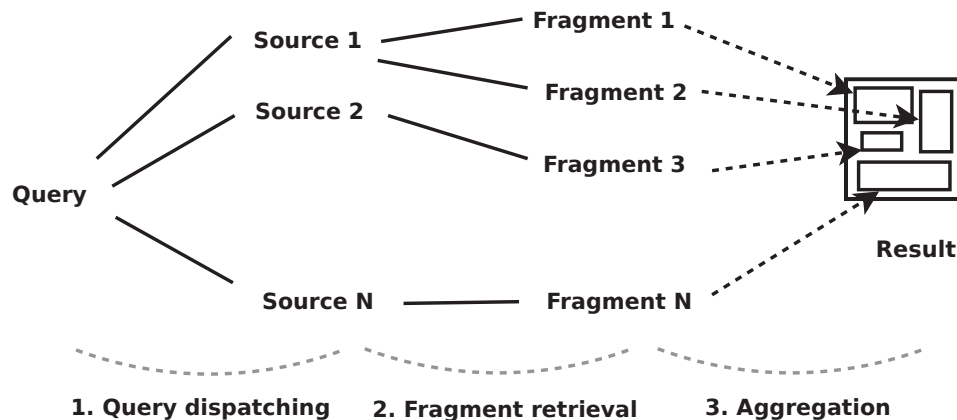 Fragment 1
Source 1
Fragment 2
Source 2
Fragment 3
Query
Result
Source N
Fragment N
1. Query dispatching
2. Fragment retrieval
3. Aggregation